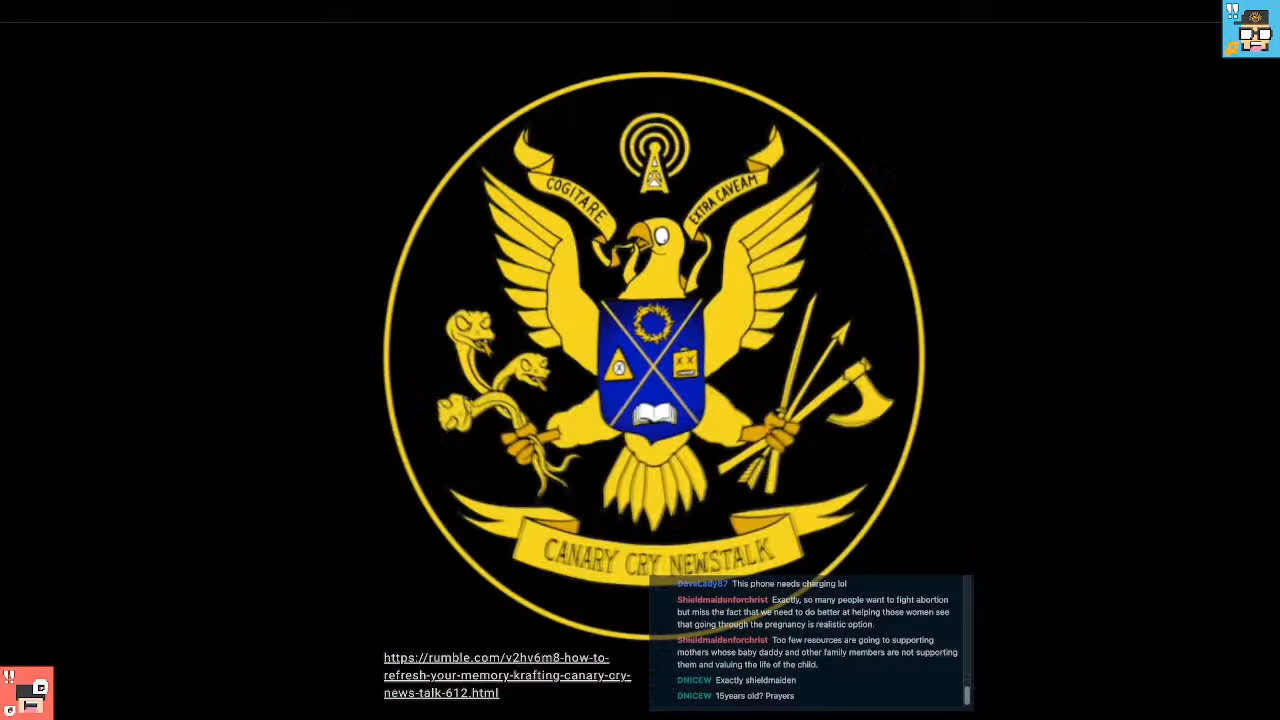 COGITARE
EXTRA CAVEAM
CANARY CRY NEWSTALK
https://rumble.com/v2hv6m8-how-to-
refresh-your-memory-krafting-canary-cry-
news-talk-612.html
DoveLady87 This phone needs charging lol
Shieldmaidenforchrist Exactly, so many people want to fight abortion
but miss the fact that we need to do better at helping those women see
that going through the pregnancy is realistic option.
Shieldmaidenforchrist Too few resources are going to supporting
mothers whose baby daddy and other family members are not supporting
them and valuing the life of the child.
DNICEW Exactly shieldmaiden
DNICEW 15years old? Prayers